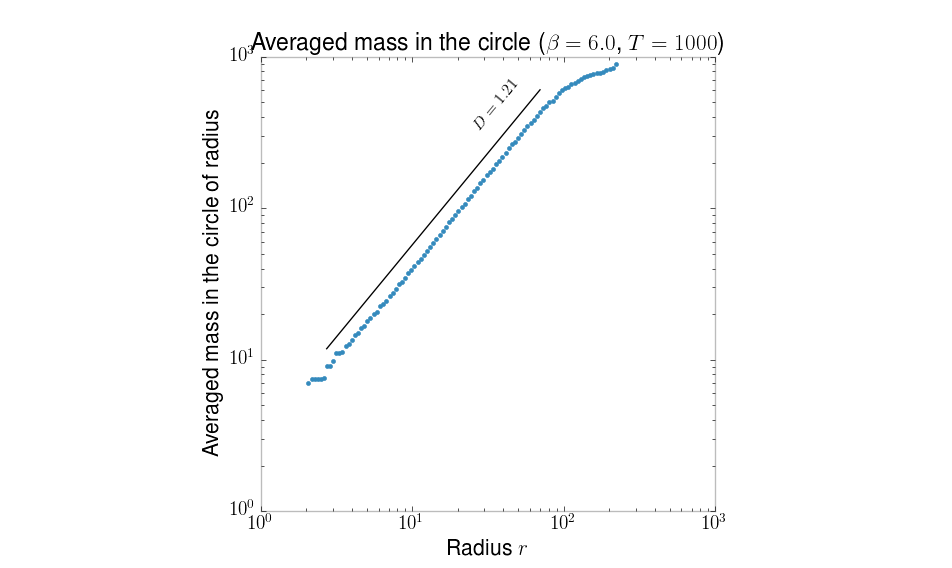 Averaged mass in the circle (β = 6.0, T = 1000)
10³
D = 1.21
10²
10¹
10⁰
Averaged mass in the circle of radius
10⁰ 10¹ 10² 10³
Radius r